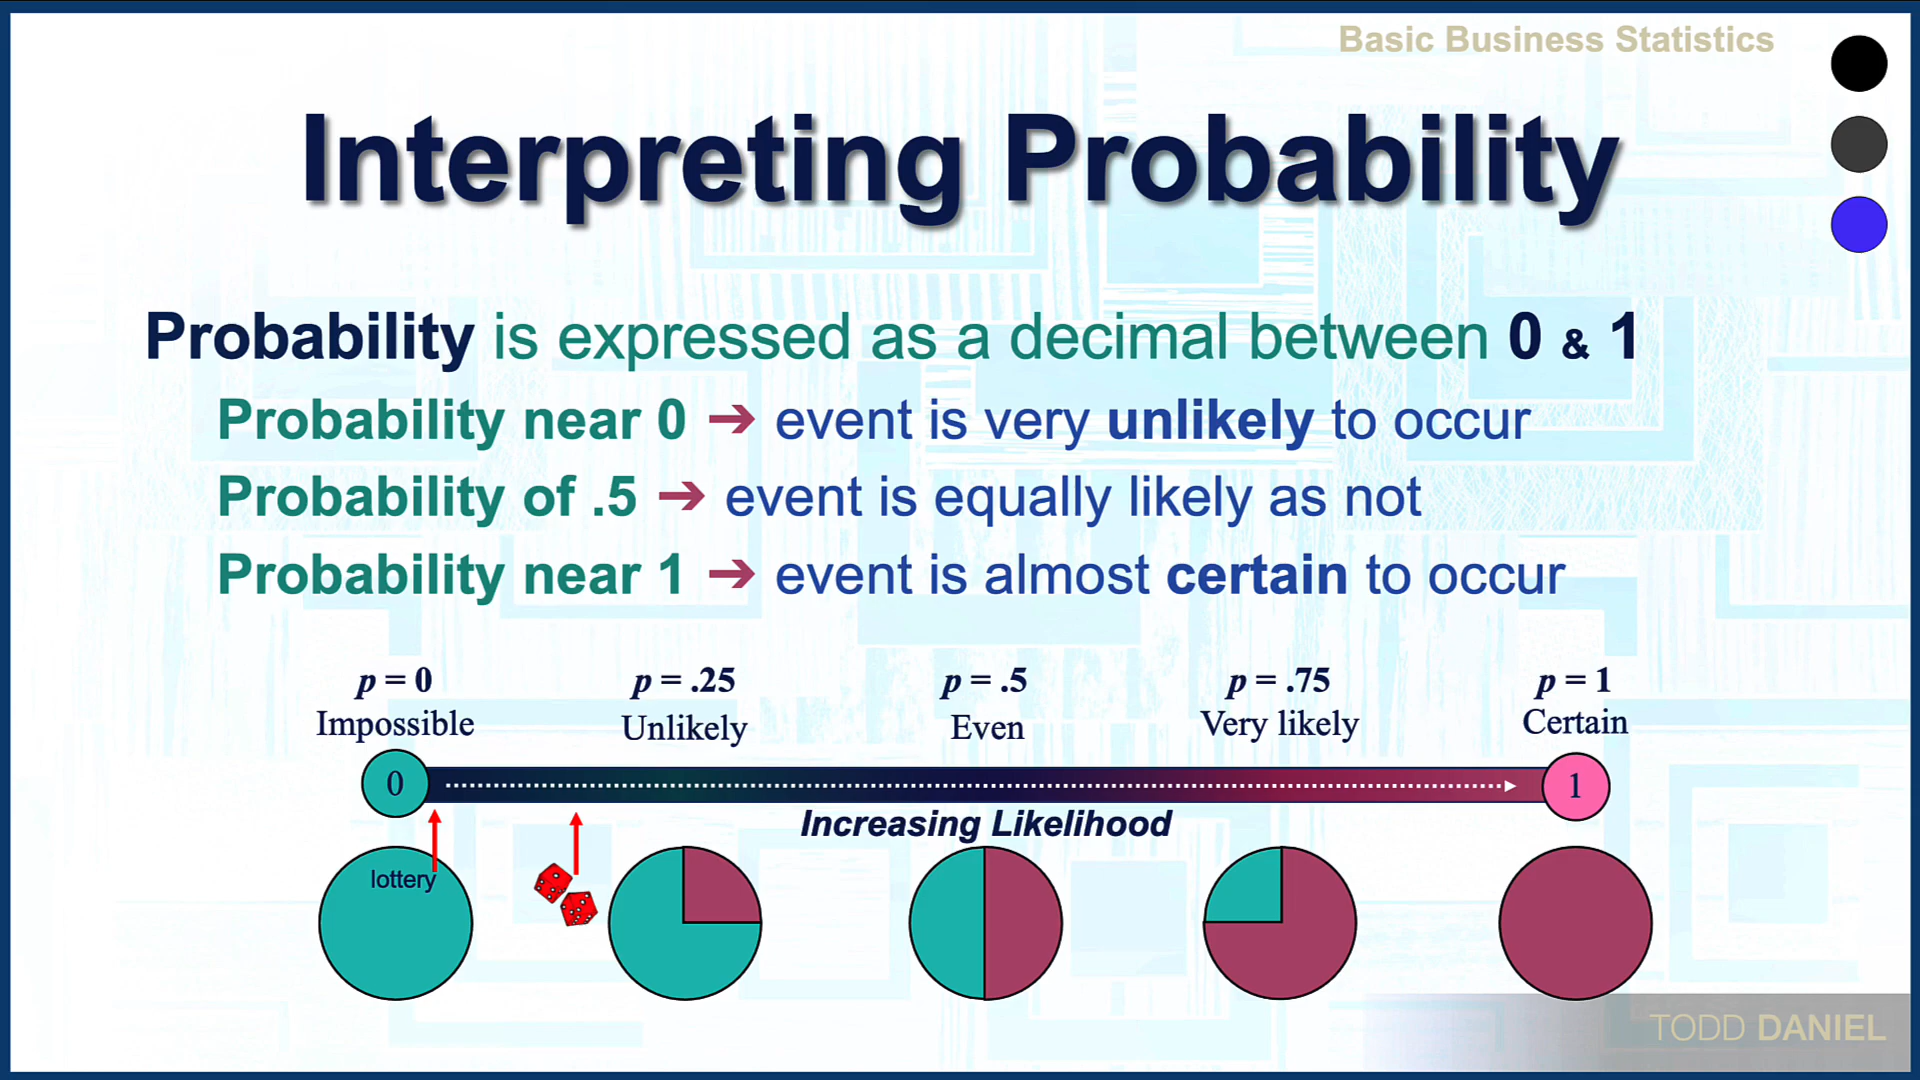 Basic Business Statistics
Interpreting Probability
Probability is expressed as a decimal between 0 & 1
Probability near 0 ➔ event is very unlikely to occur
Probability of .5 ➔ event is equally likely as not
Probability near 1 ➔ event is almost certain to occur
p = 0 p = .25 p = .5 p = .75 p = 1
Impossible Unlikely Even Very likely Certain
0 1
Increasing Likelihood
lottery
TODD DANIEL